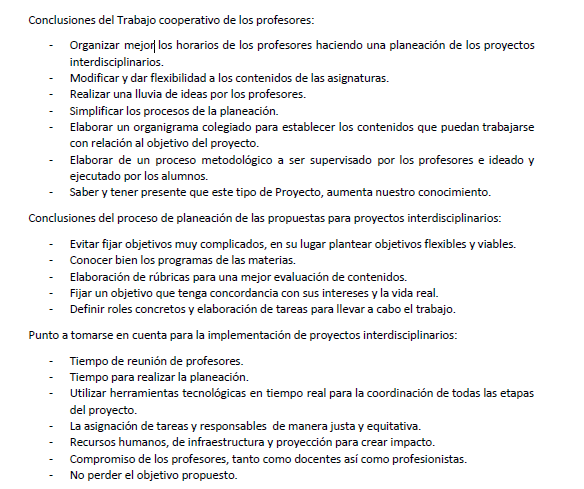 Conclusiones del Trabajo cooperativo de los profesores:
- Organizar mejor los horarios de los profesores haciendo una planeación de los proyectos
interdisciplinarios.
- Modificar y dar flexibilidad a los contenidos de las asignaturas.
- Realizar una lluvia de ideas por los profesores.
- Simplificar los procesos de la planeación.
- Elaborar un organigrama colegiado para establecer los contenidos que puedan trabajarse
con relación al objetivo del proyecto.
- Elaborar de un proceso metodológico a ser supervisado por los profesores e ideado y
ejecutado por los alumnos.
- Saber y tener presente que este tipo de Proyecto, aumenta nuestro conocimiento.
Conclusiones del proceso de planeación de las propuestas para proyectos interdisciplinarios:
- Evitar fijar objetivos muy complicados, en su lugar plantear objetivos flexibles y viables.
- Conocer bien los programas de las materias.
- Elaboración de rúbricas para una mejor evaluación de contenidos.
- Fijar un objetivo que tenga concordancia con sus intereses y la vida real.
- Definir roles concretos y elaboración de tareas para llevar a cabo el trabajo.
Punto a tomarse en cuenta para la implementación de proyectos interdisciplinarios:
- Tiempo de reunión de profesores.
- Tiempo para realizar la planeación.
- Utilizar herramientas tecnológicas en tiempo real para la coordinación de todas las etapas
del proyecto.
- La asignación de tareas y responsables de manera justa y equitativa.
- Recursos humanos, de infraestructura y proyección para crear impacto.
- Compromiso de los profesores, tanto como docentes así como profesionistas.
- No perder el objetivo propuesto.